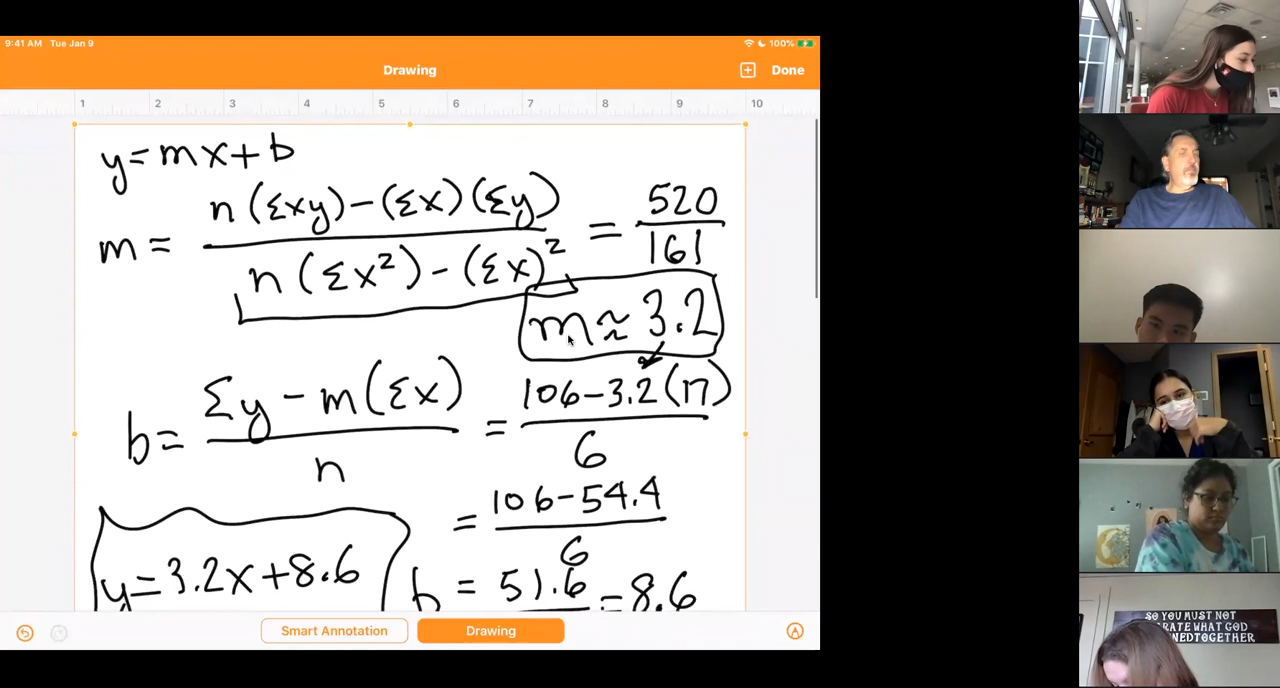 9:41 AM Tue Jan 9
100%
Drawing
Done
1 2 3 4 5 6 7 8 9 10
y = mx + b
m = n(Σxy) - (Σx)(Σy) / n(Σx²) - (Σx)² = 520 / 161
m ≈ 3.2
b = Σy - m(Σx) / n = 106 - 3.2(17) / 6
= 106 - 54.4 / 6
y = 3.2x + 8.6
b = 51.6 = 8.6
Smart Annotation
Drawing
SO YOU MUST NOT
RATE WHAT GOD
NEDTOGETHER